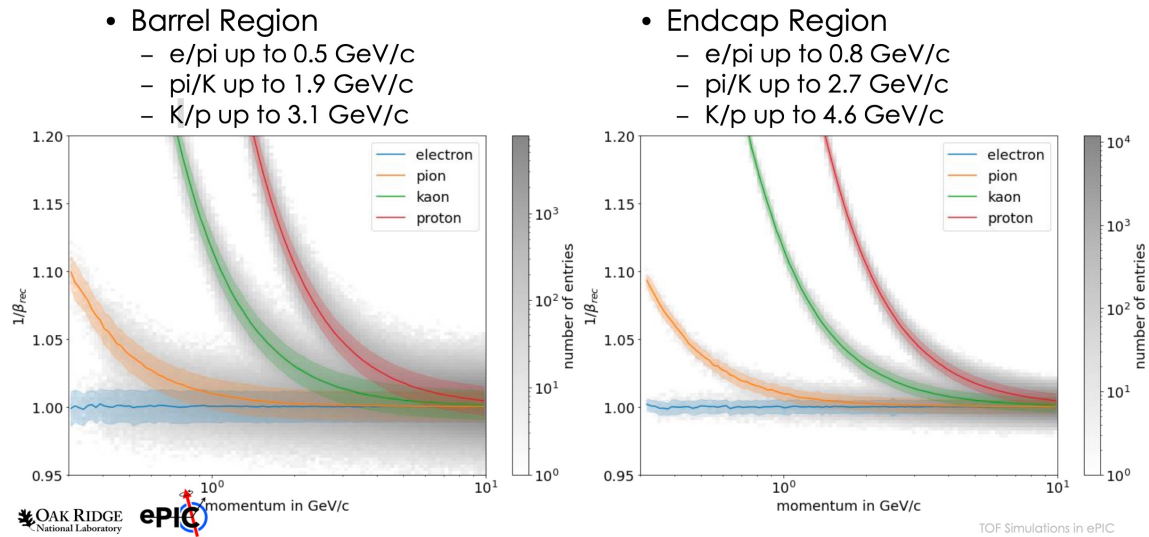 • Barrel Region
– e/pi up to 0.5 GeV/c
– pi/K up to 1.9 GeV/c
– K/p up to 3.1 GeV/c
1.20
1.15
1.10
1.05
1.00
0.95
1/β_rec
electron
pion
kaon
proton
10^0
10^1
momentum in GeV/c
10^3
10^2
10^1
10^0
number of entries
• Endcap Region
– e/pi up to 0.8 GeV/c
– pi/K up to 2.7 GeV/c
– K/p up to 4.6 GeV/c
1.20
1.15
1.10
1.05
1.00
0.95
1/β_rec
electron
pion
kaon
proton
10^0
10^1
momentum in GeV/c
10^4
10^3
10^2
10^1
10^0
number of entries
OAK RIDGE
National Laboratory
ePIC
TOF Simulations in ePIC